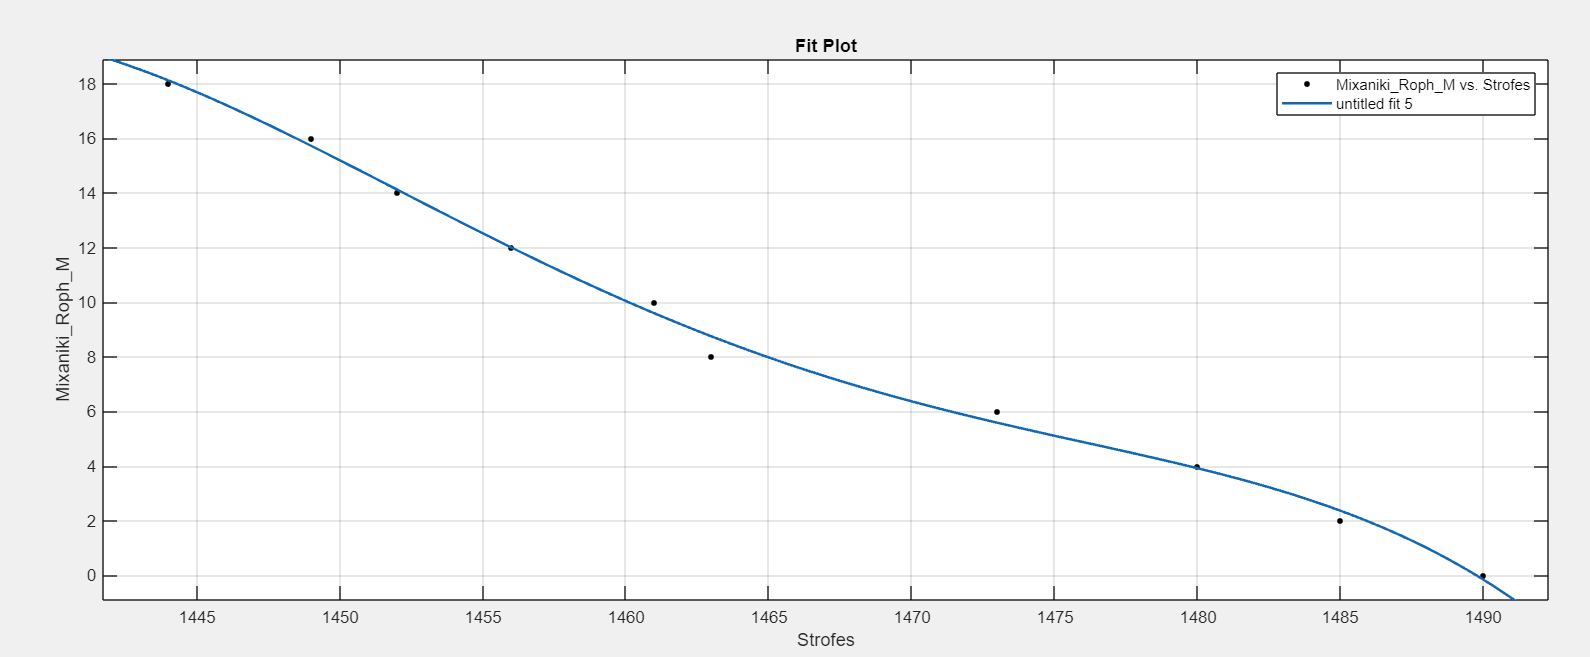 Fit Plot
Mixaniki_Roph_M vs. Strofes
untitled fit 5
18
16
14
12
10
8
6
4
2
0
Mixaniki_Roph_M
1445 1450 1455 1460 1465 1470 1475 1480 1485 1490
Strofes